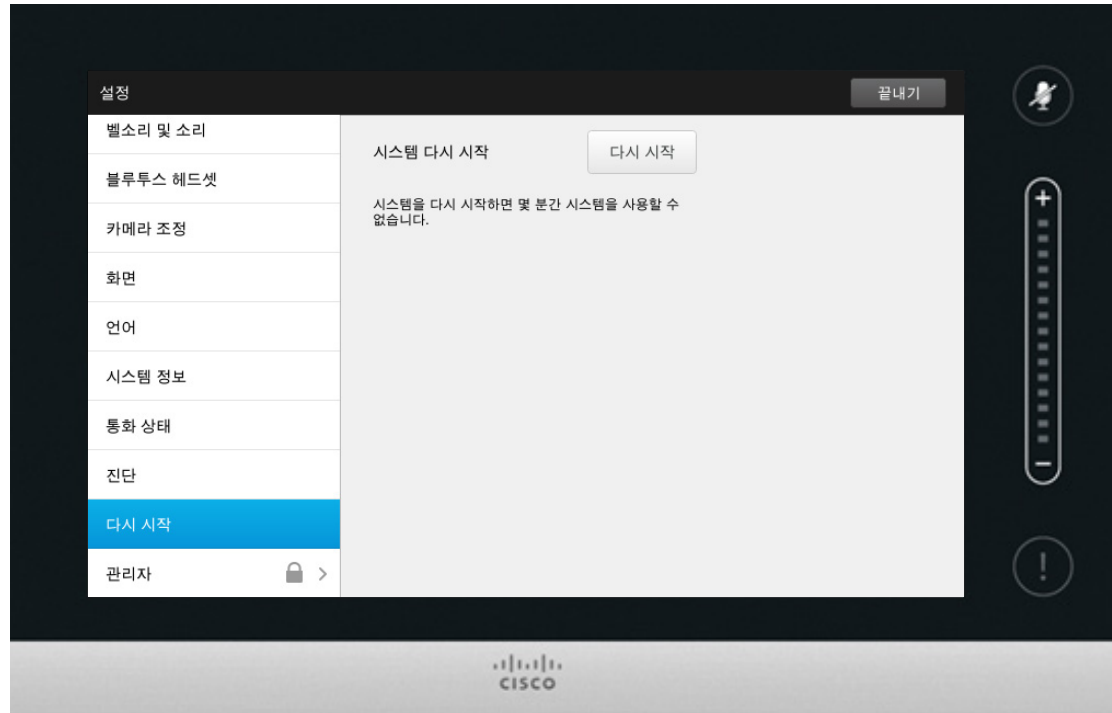 설정
끝내기
벨소리 및 소리
블루투스 헤드셋
카메라 조정
화면
언어
시스템 정보
통화 상태
진단
다시 시작
관리자
시스템 다시 시작
다시 시작
시스템을 다시 시작하면 몇 분간 시스템을 사용할 수
없습니다.
+
−
!
CISCO